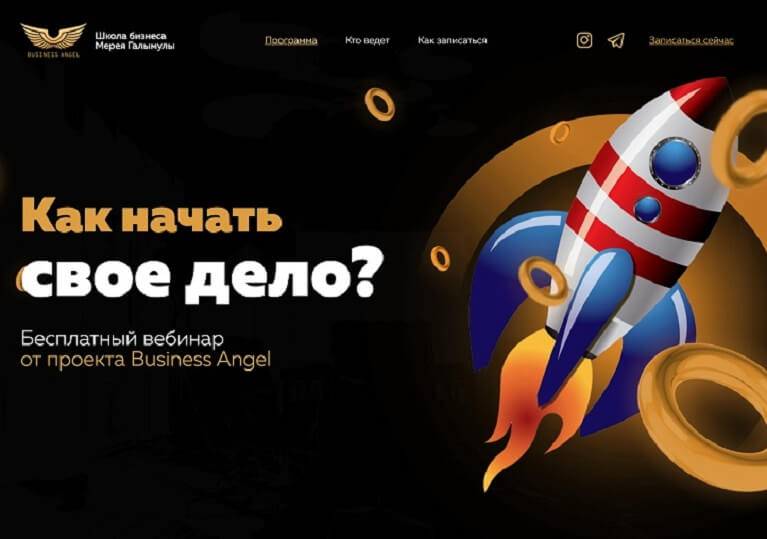 BUSINESS ANGEL
Школа бизнеса
Мерея Галымулы
Программа
Кто ведет
Как записаться
Записаться сейчас
Как начать
свое дело?
Бесплатный вебинар
от проекта Business Angel